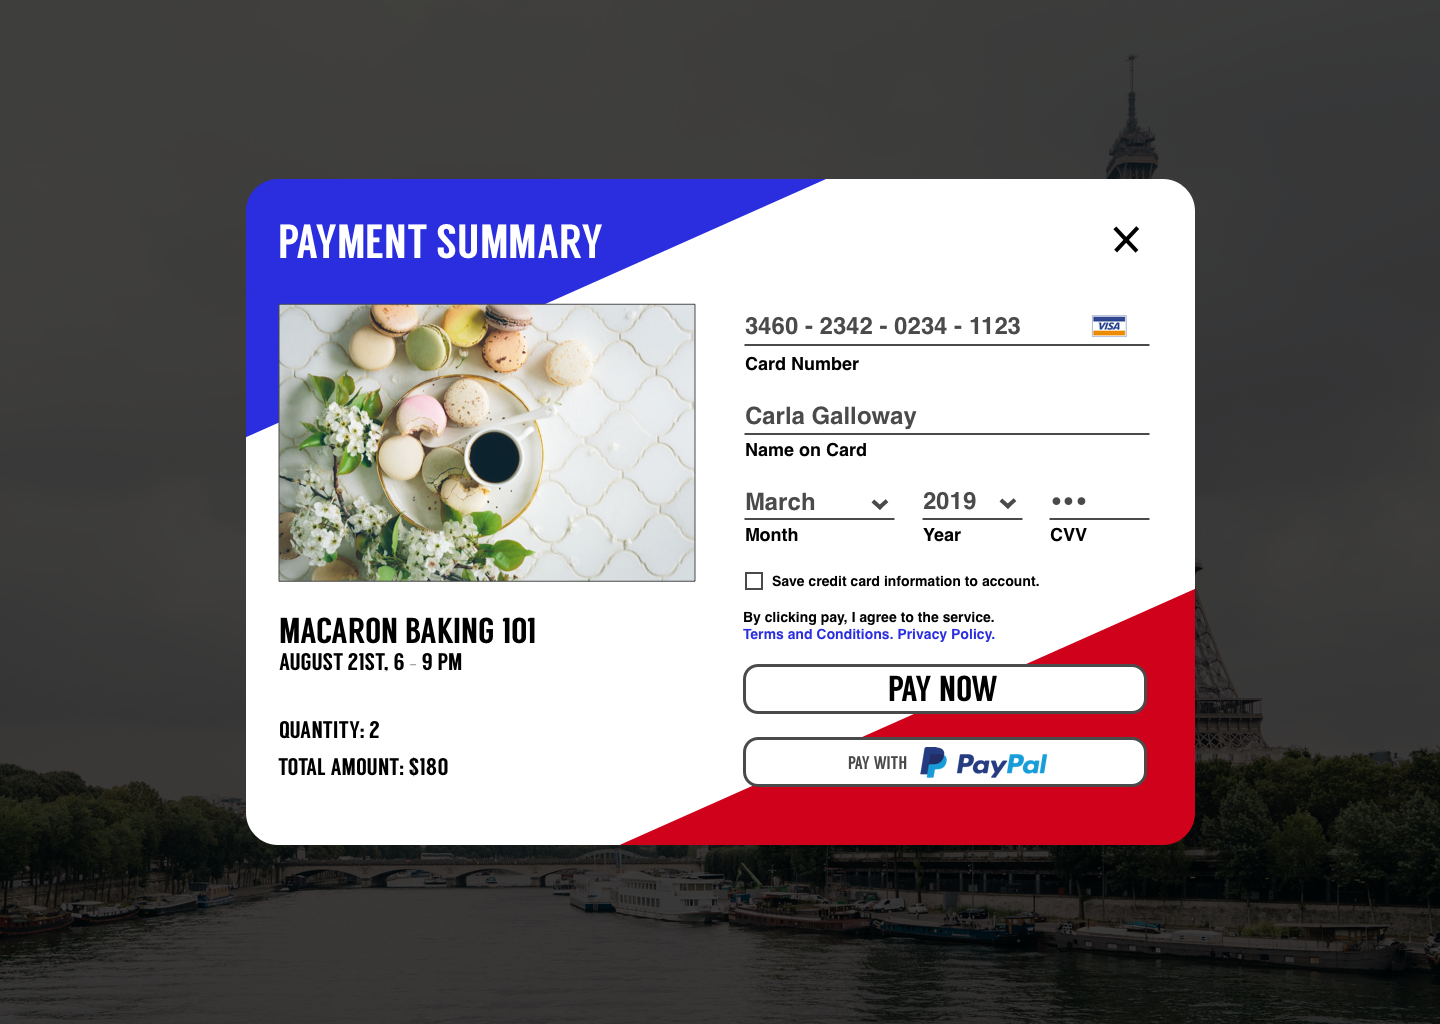 PAYMENT SUMMARY
3460 - 2342 - 0234 - 1123
VISA
Card Number
Carla Galloway
Name on Card
March
2019
•••
Month
Year
CVV
Save credit card information to account.
By clicking pay, I agree to the service.
Terms and Conditions. Privacy Policy.
MACARON BAKING 101
AUGUST 21ST, 6 – 9 PM
QUANTITY: 2
TOTAL AMOUNT: $180
PAY NOW
PAY WITH PayPal